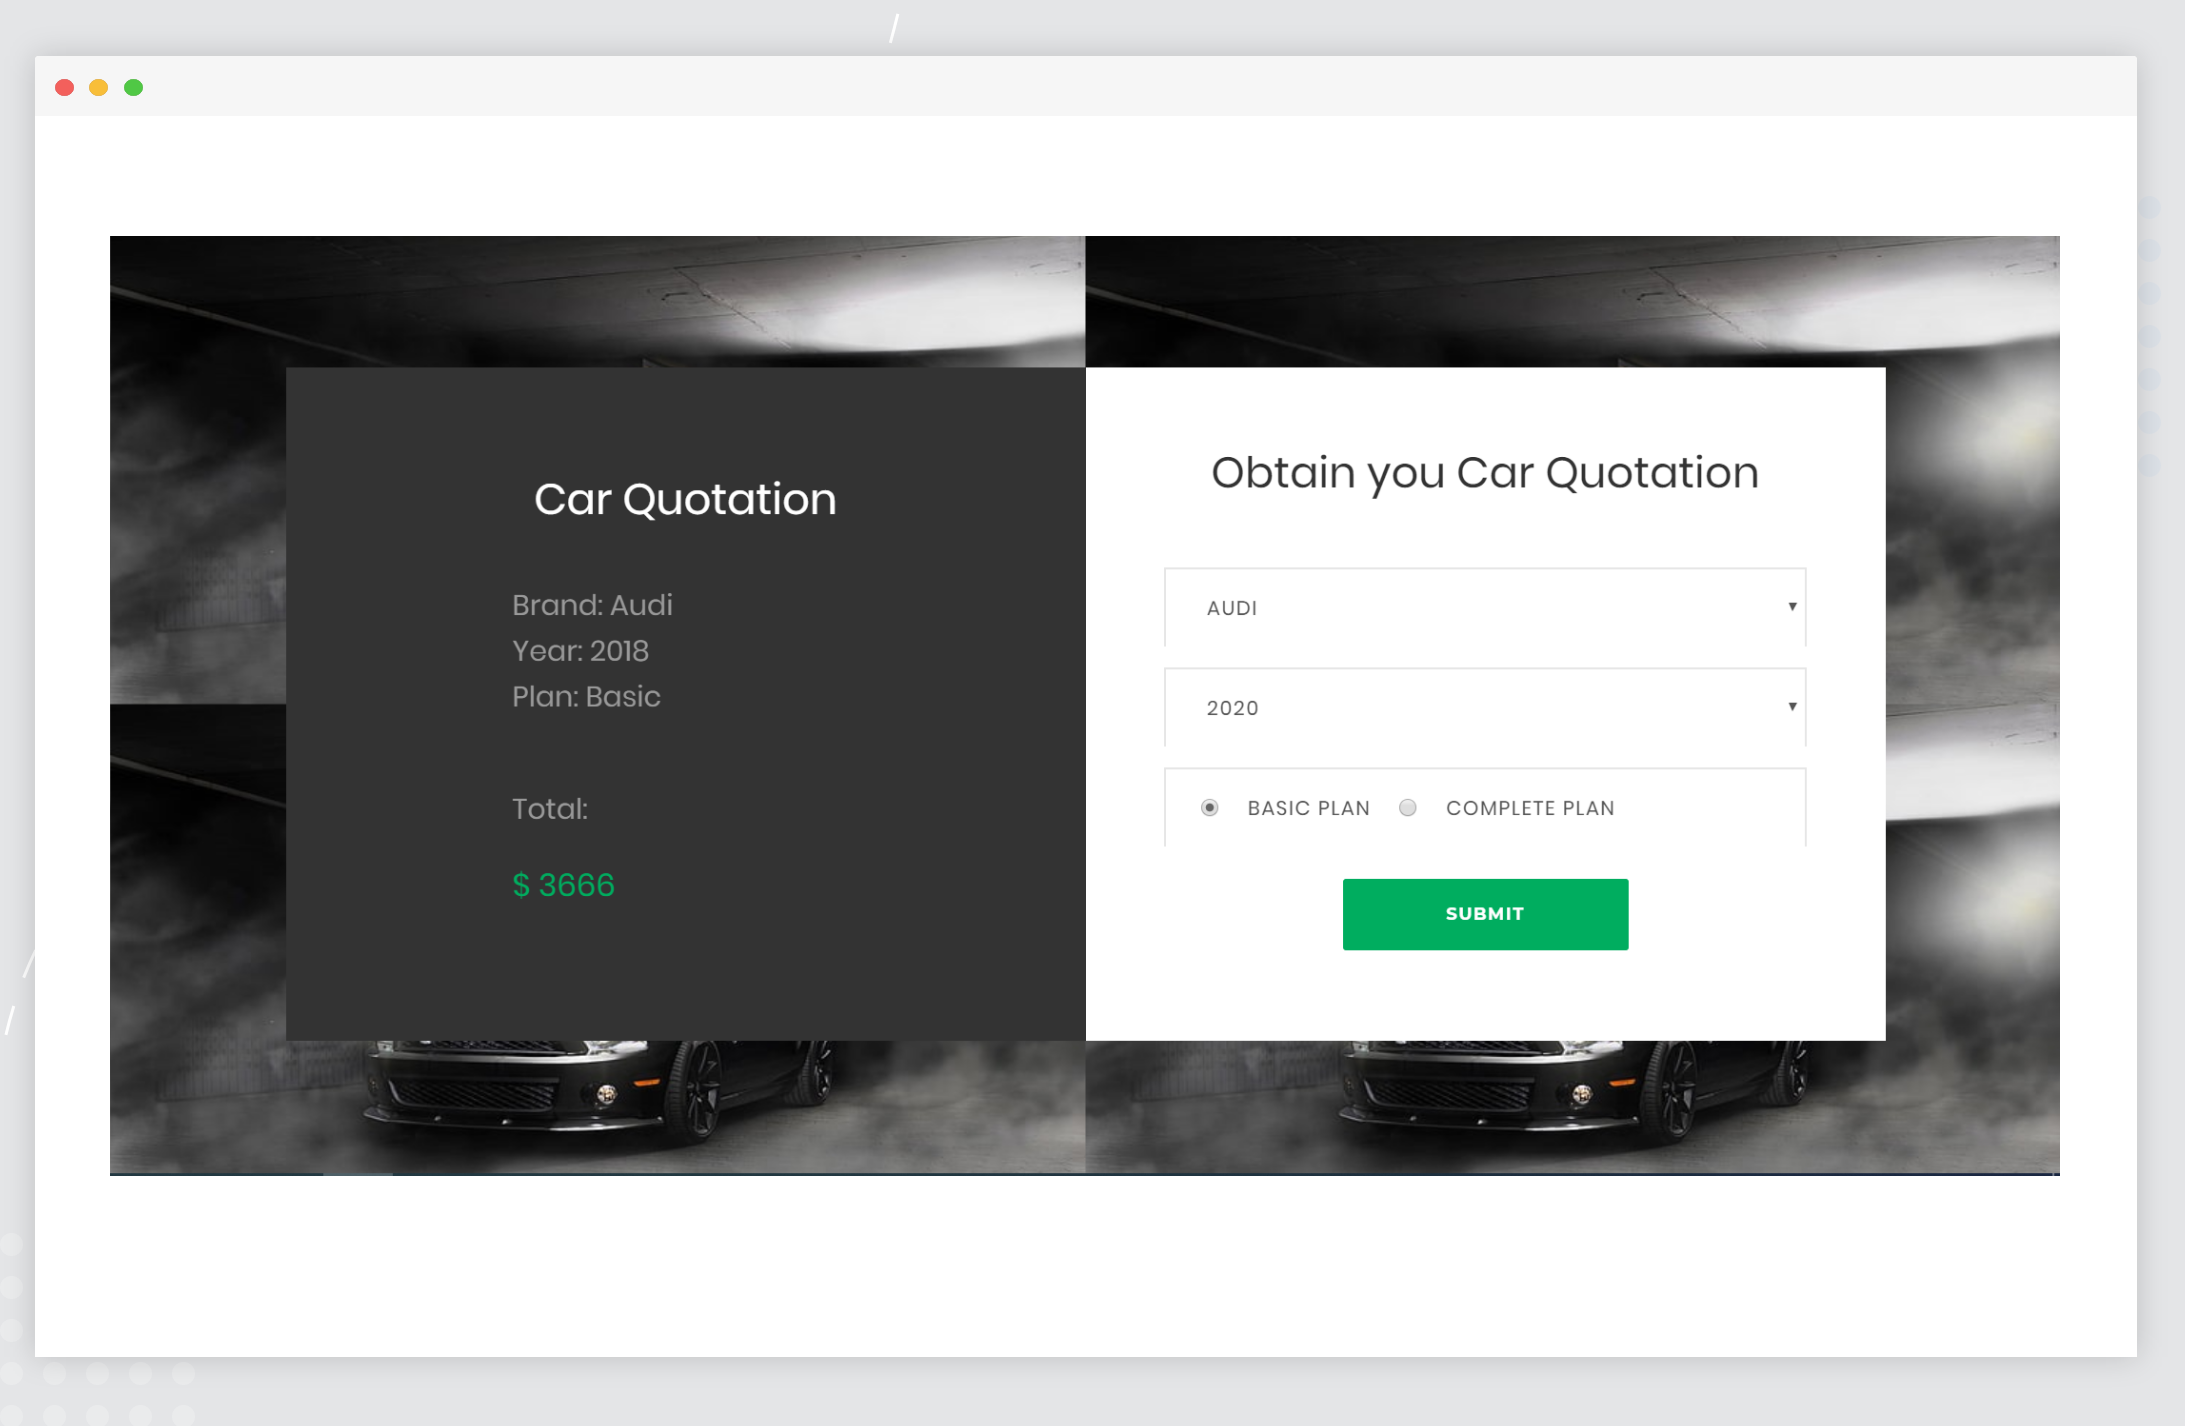 Car Quotation
Brand: Audi
Year: 2018
Plan: Basic
Total:
$ 3666
Obtain you Car Quotation
AUDI
2020
BASIC PLAN COMPLETE PLAN
SUBMIT